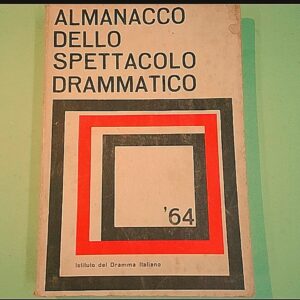 ALMANACCO
DELLO
SPETTACOLO
DRAMMATICO
'64
Istituto del Dramma Italiano